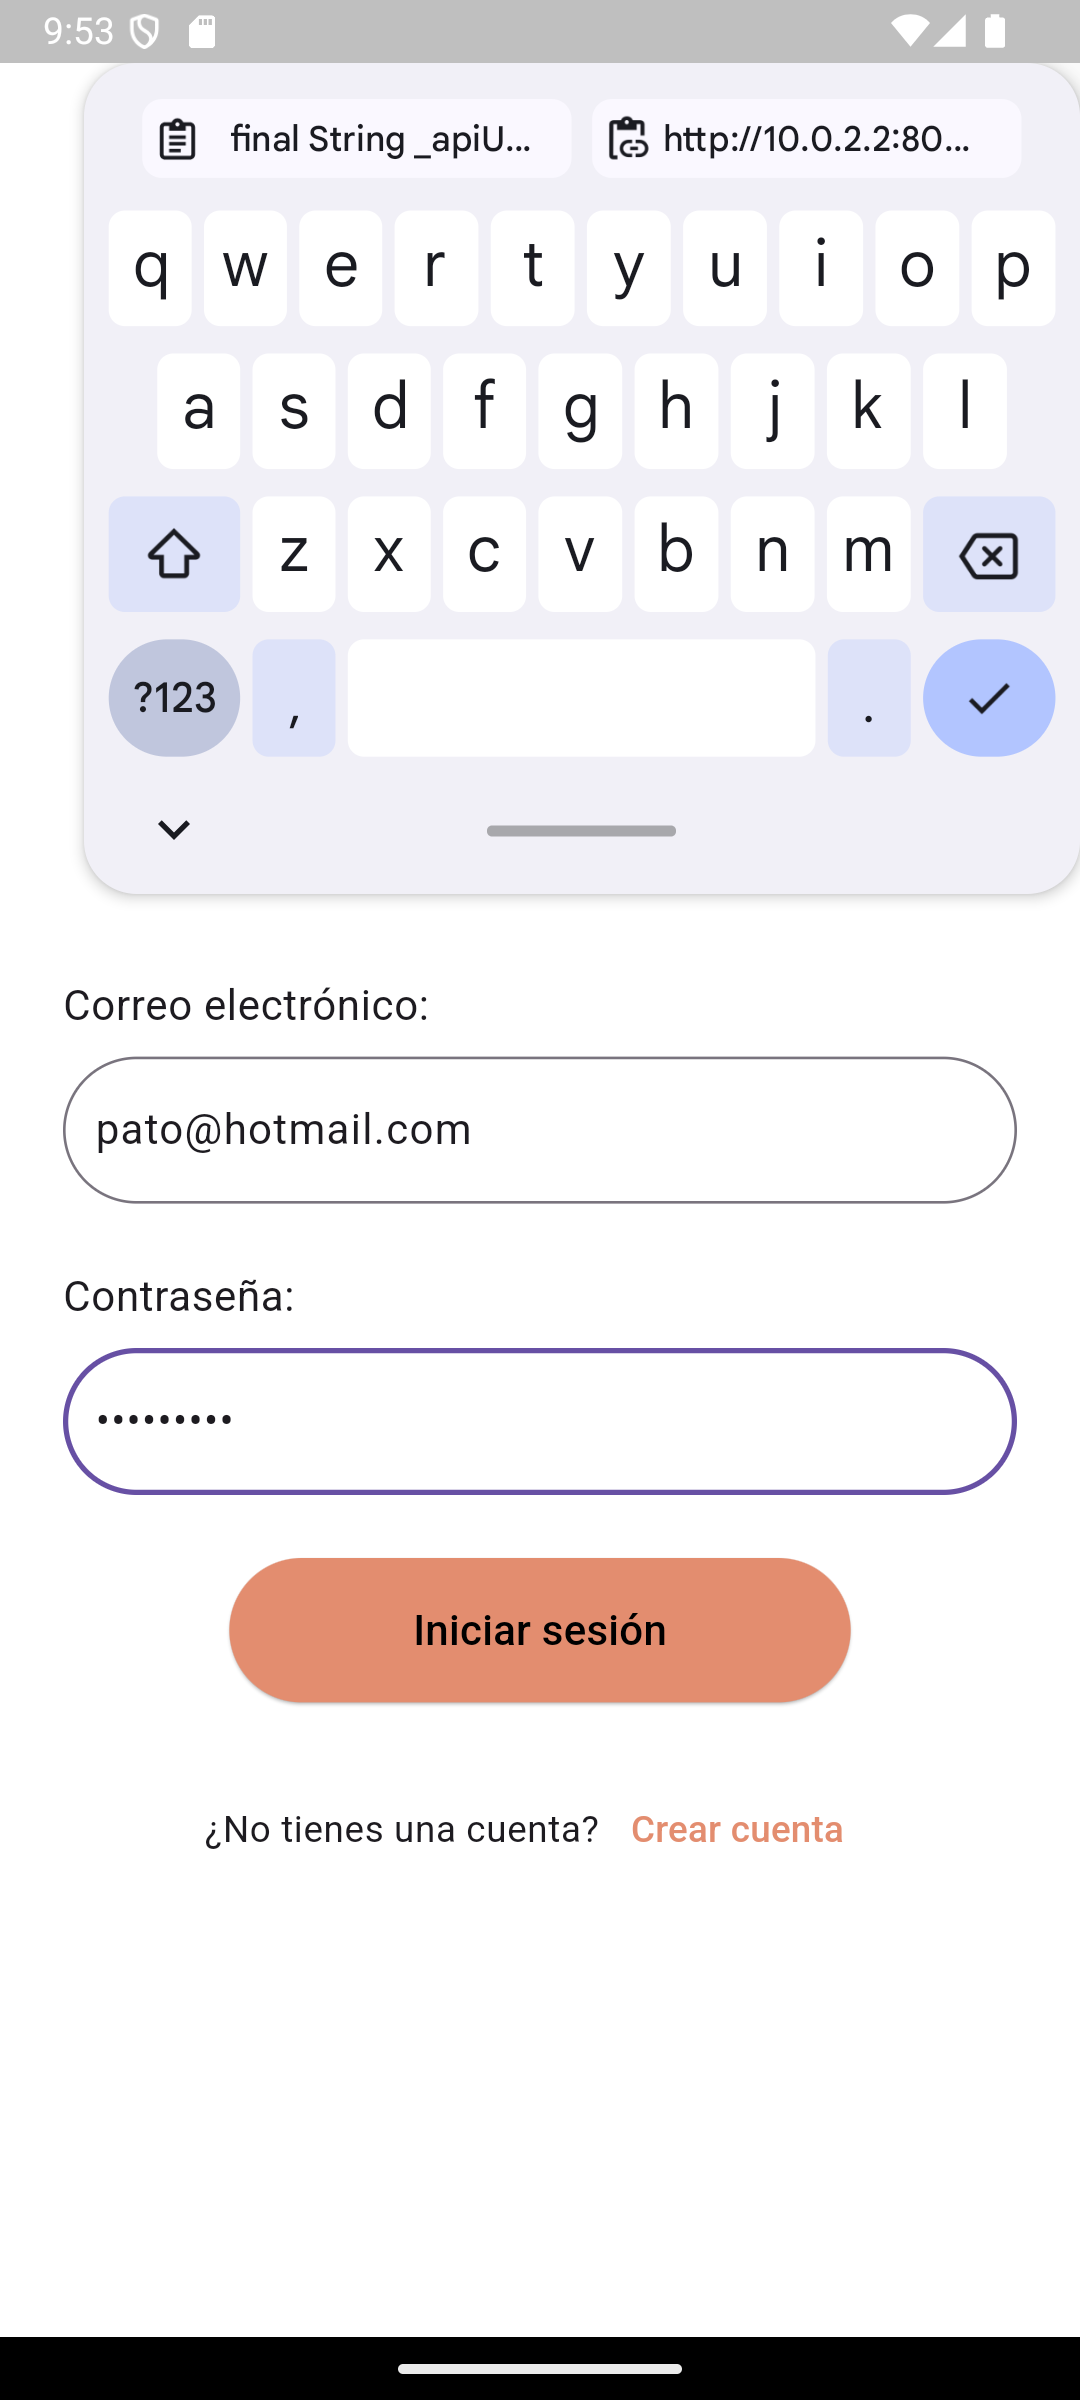 9:53
final String _apiU...
http://10.0.2.2:80...
q w e r t y u i o p
a s d f g h j k l
z x c v b n m
?123 , .
Correo electrónico:
pato@hotmail.com
Contraseña:
•••••••••
Iniciar sesión
¿No tienes una cuenta? Crear cuenta